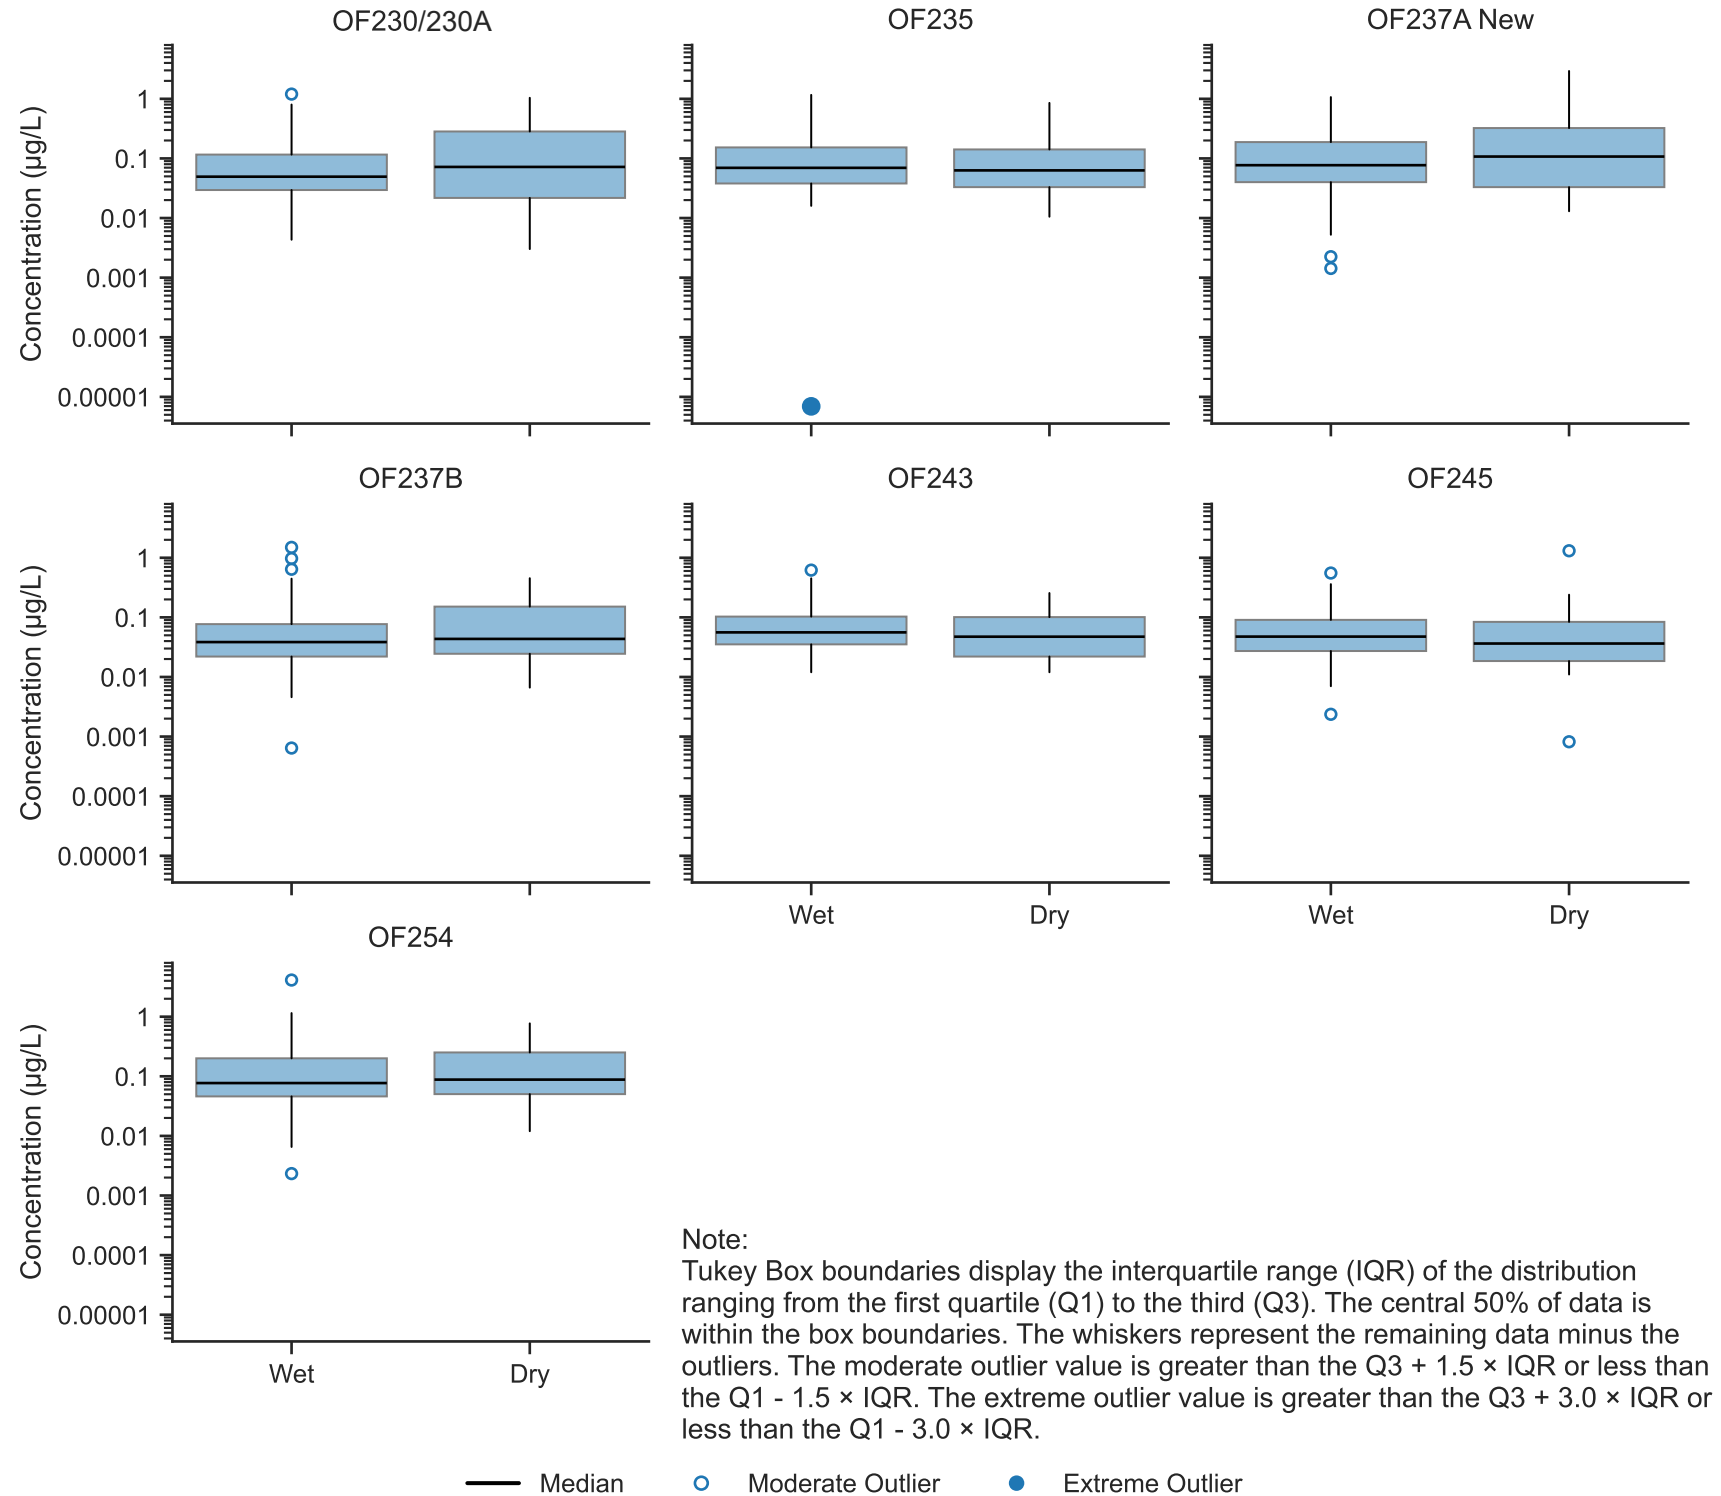 OF230/230A
OF235
OF237A New
Concentration (µg/L)
1
0.1
0.01
0.001
0.0001
0.00001
OF237B
OF243
OF245
Concentration (µg/L)
1
0.1
0.01
0.001
0.0001
0.00001
Wet
Dry
Wet
Dry
OF254
Concentration (µg/L)
1
0.1
0.01
0.001
0.0001
0.00001
Wet
Dry
Note:
Tukey Box boundaries display the interquartile range (IQR) of the distribution
ranging from the first quartile (Q1) to the third (Q3). The central 50% of data is
within the box boundaries. The whiskers represent the remaining data minus the
outliers. The moderate outlier value is greater than the Q3 + 1.5 × IQR or less than
the Q1 - 1.5 × IQR. The extreme outlier value is greater than the Q3 + 3.0 × IQR or
less than the Q1 - 3.0 × IQR.
Median
Moderate Outlier
Extreme Outlier